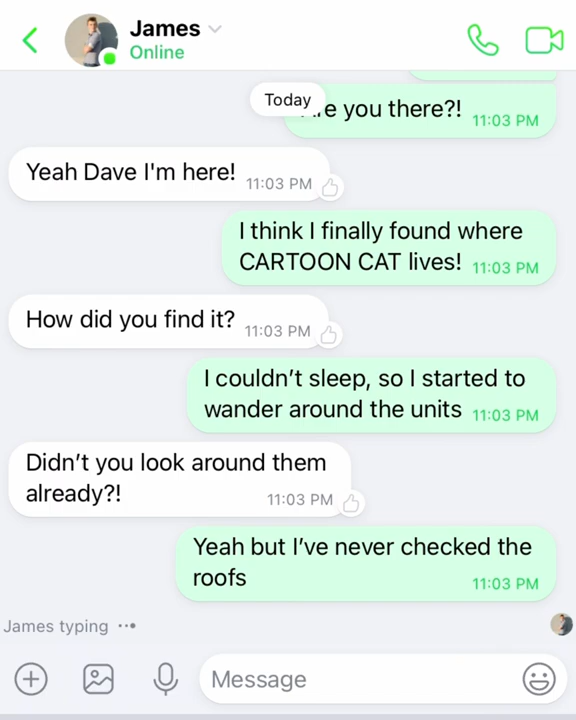 James
Online
Today
re you there?! 11:03 PM
Yeah Dave I'm here! 11:03 PM
I think I finally found where
CARTOON CAT lives! 11:03 PM
How did you find it? 11:03 PM
I couldn’t sleep, so I started to
wander around the units 11:03 PM
Didn’t you look around them
already?! 11:03 PM
Yeah but I’ve never checked the
roofs 11:03 PM
James typing
Message